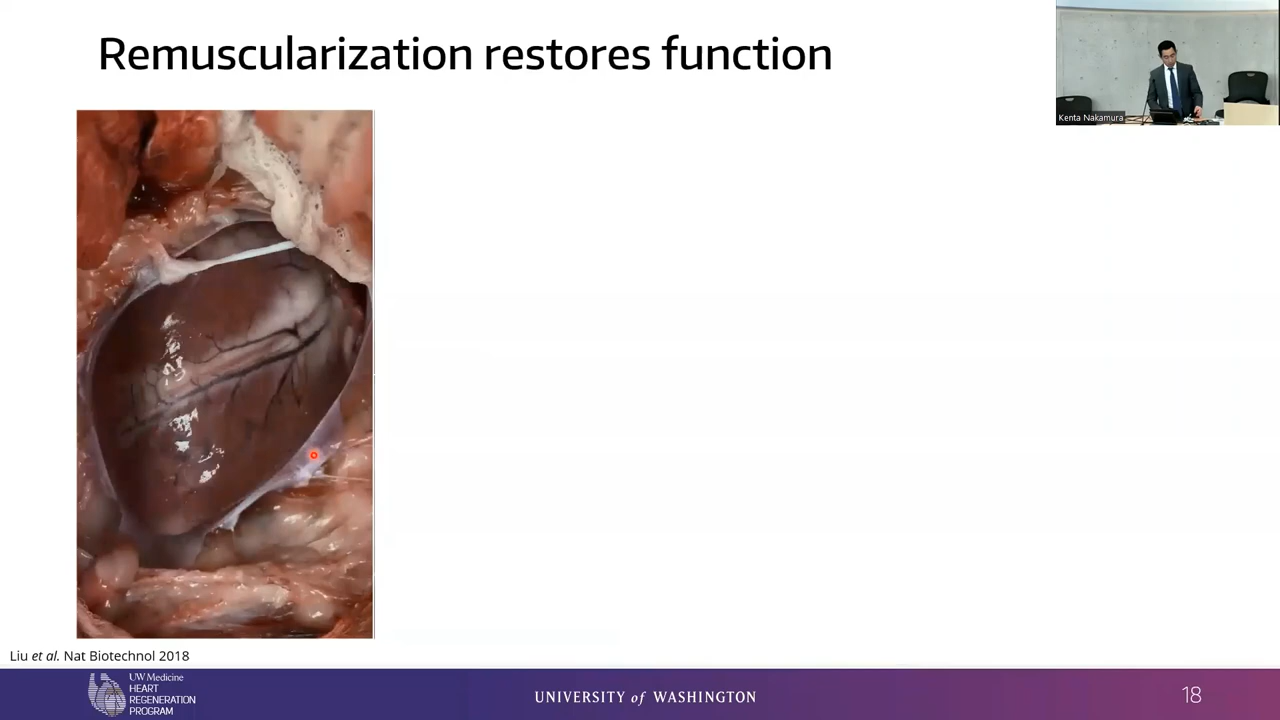 Remuscularization restores function
Kenta Nakamura
Liu et al. Nat Biotechnol 2018
UW Medicine
HEART
REGENERATION
PROGRAM
UNIVERSITY of WASHINGTON
18